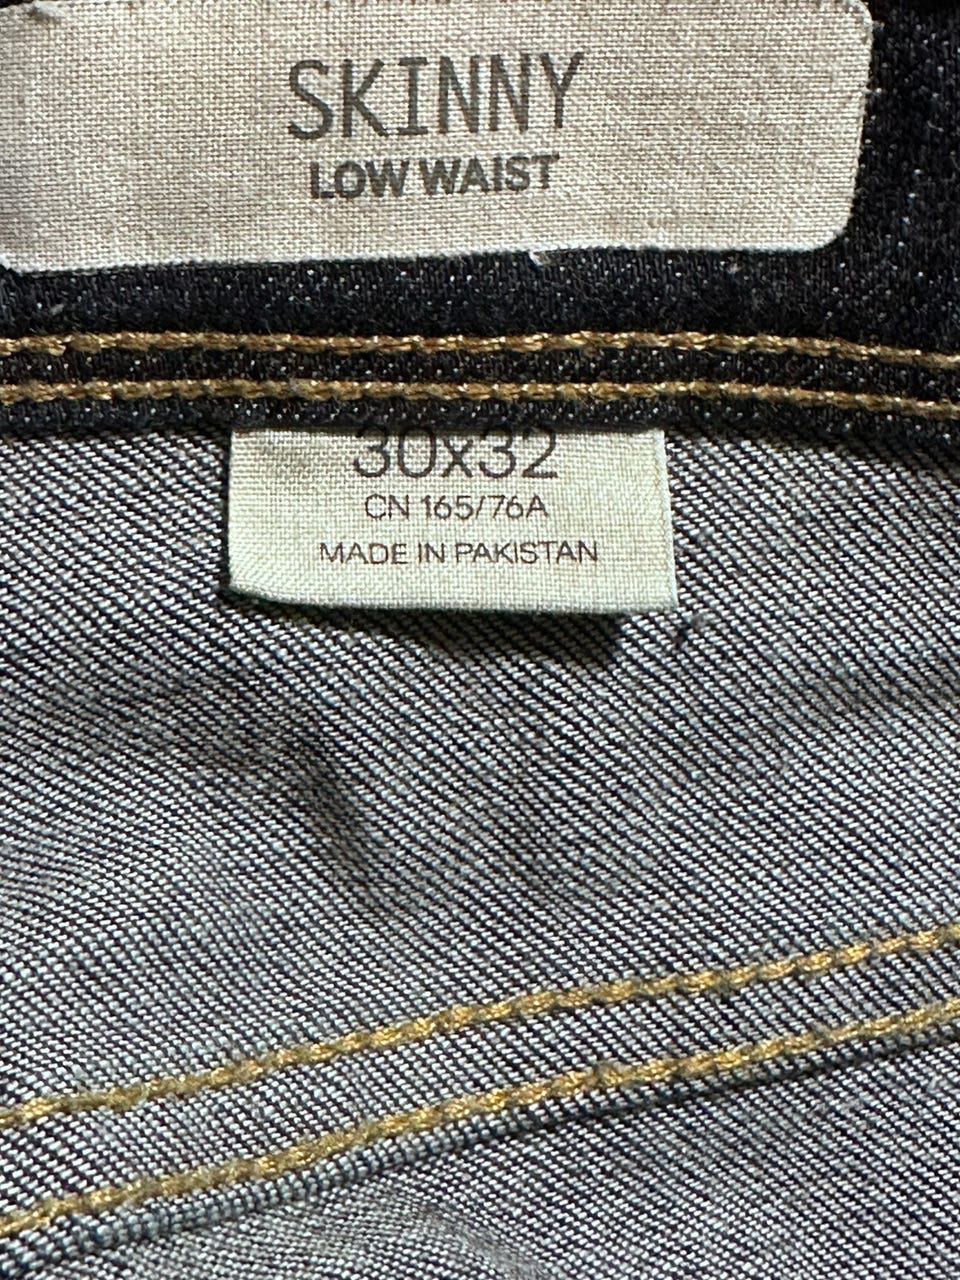 SKINNY
LOW WAIST
30x32
CN 165/76A
MADE IN PAKISTAN